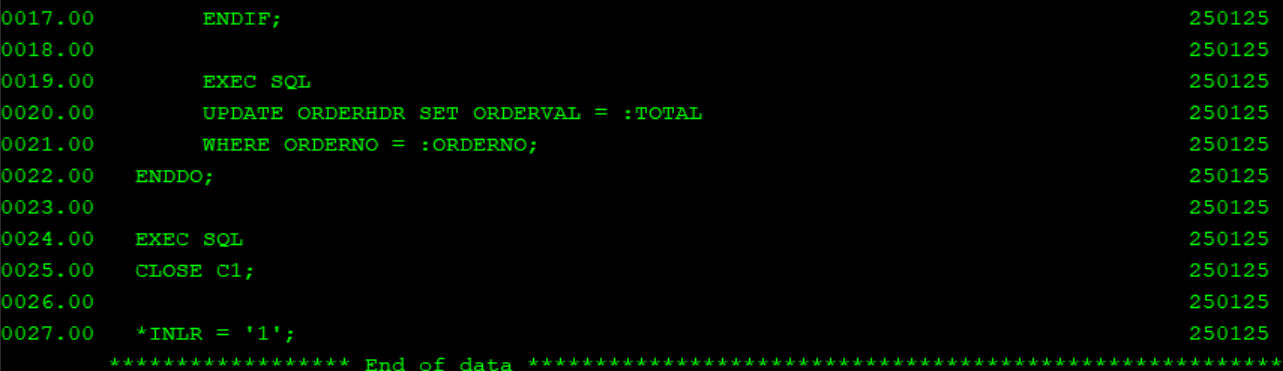 0017.00 ENDIF; 250125
0018.00 250125
0019.00 EXEC SQL 250125
0020.00 UPDATE ORDERHDR SET ORDERVAL = :TOTAL 250125
0021.00 WHERE ORDERNO = :ORDERNO; 250125
0022.00 ENDDO; 250125
0023.00 250125
0024.00 EXEC SQL 250125
0025.00 CLOSE C1; 250125
0026.00 250125
0027.00 *INLR = '1'; 250125
****************** End of data ********************************************************